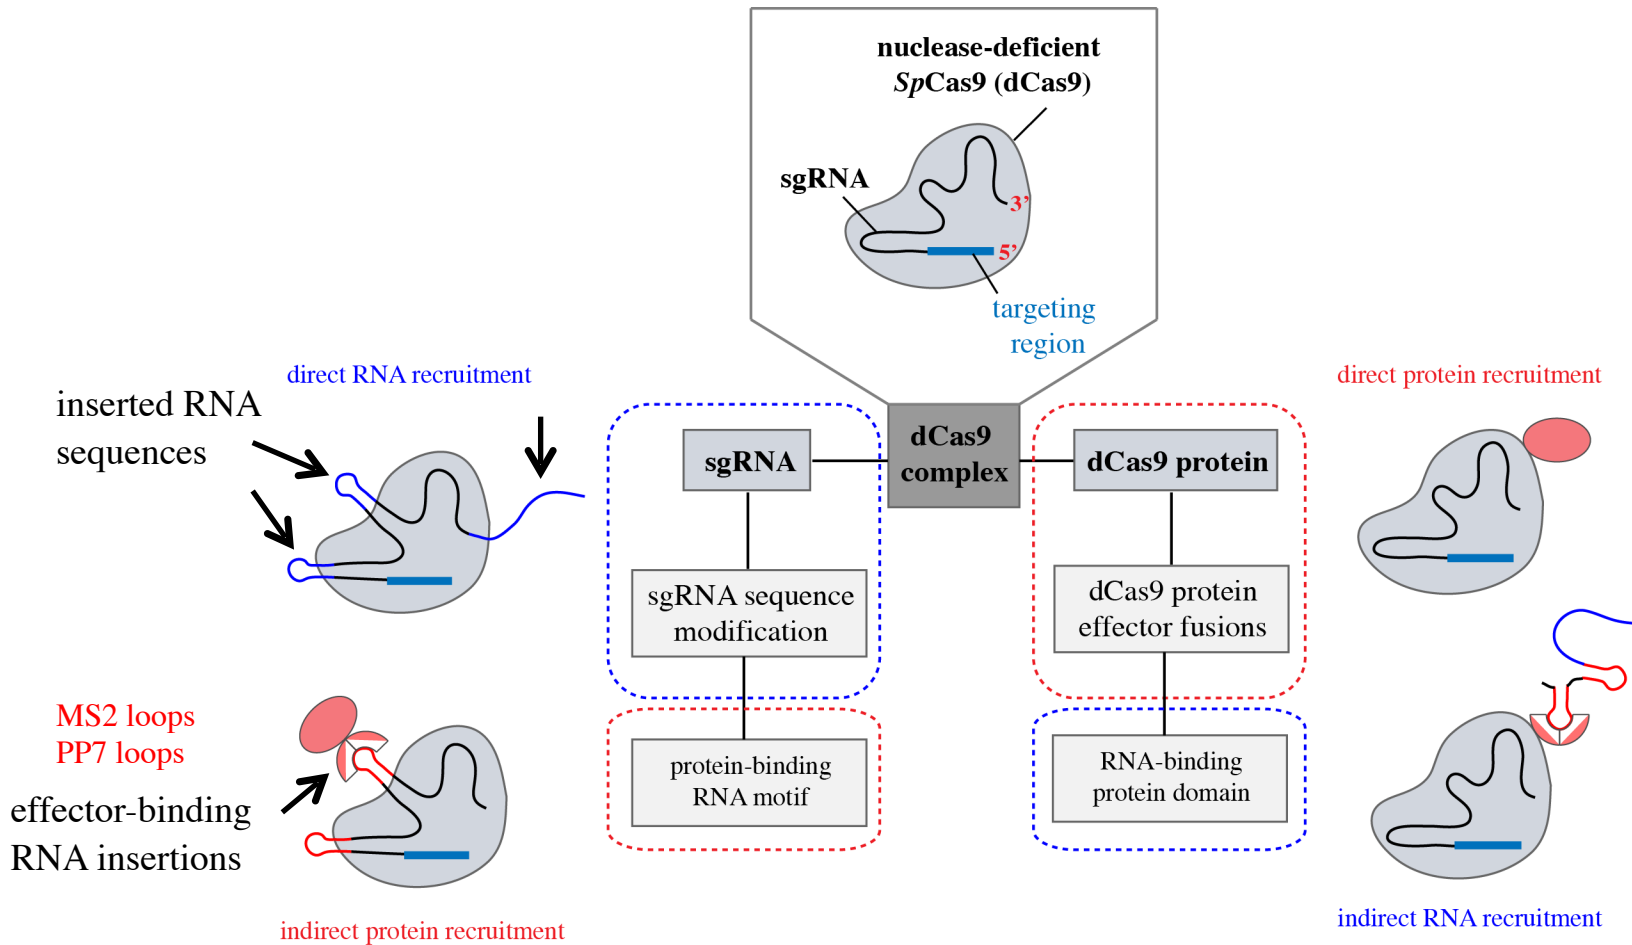 nuclease-deficient
SpCas9 (dCas9)
sgRNA
3’
5’
targeting
region
direct RNA recruitment
inserted RNA
sequences
direct protein recruitment
dCas9
complex
sgRNA
dCas9 protein
sgRNA sequence
modification
dCas9 protein
effector fusions
protein-binding
RNA motif
RNA-binding
protein domain
MS2 loops
PP7 loops
effector-binding
RNA insertions
indirect protein recruitment
indirect RNA recruitment